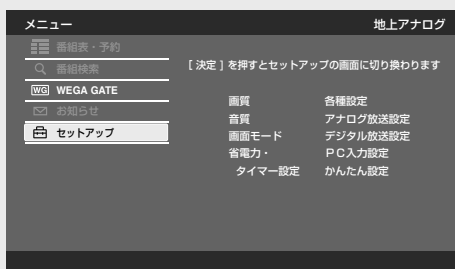 メニュー
地上アナログ
番組表・予約
番組検索
WG WEGA GATE
お知らせ
セットアップ
[ 決定 ] を押すとセットアップの画面に切り換わります
画質 各種設定
音質 アナログ放送設定
画面モード デジタル放送設定
省電力・ PC入力設定
タイマー設定 かんたん設定